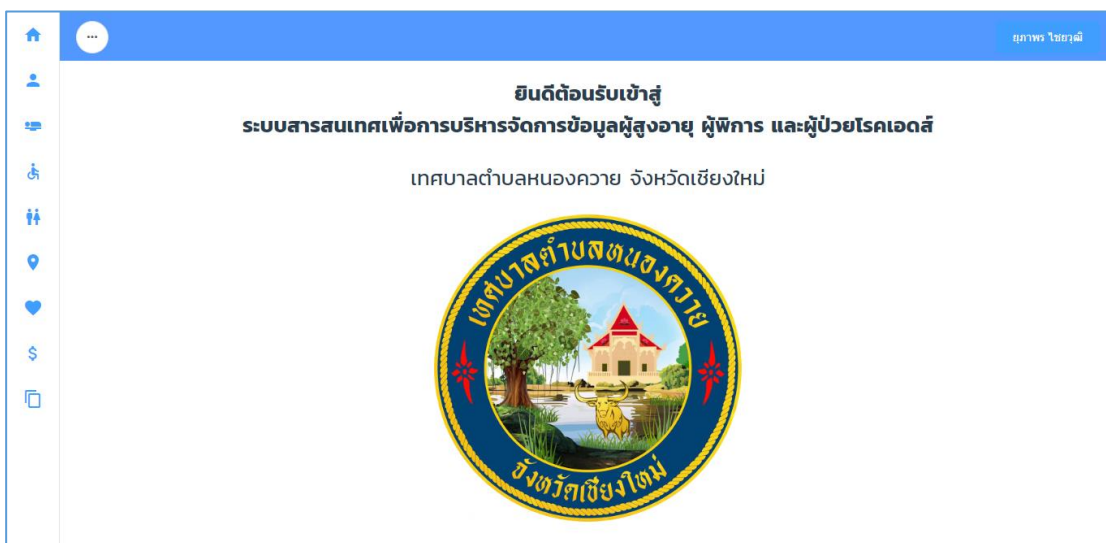 ...
ยุภาพร ไชยวุฒิ
ยินดีต้อนรับเข้าสู่
ระบบสารสนเทศเพื่อการบริหารจัดการข้อมูลผู้สูงอายุ ผู้พิการ และผู้ป่วยโรคเอดส์
เทศบาลตำบลหนองควาย จังหวัดเชียงใหม่
เทศบาลตำบลหนองควาย
จังหวัดเชียงใหม่